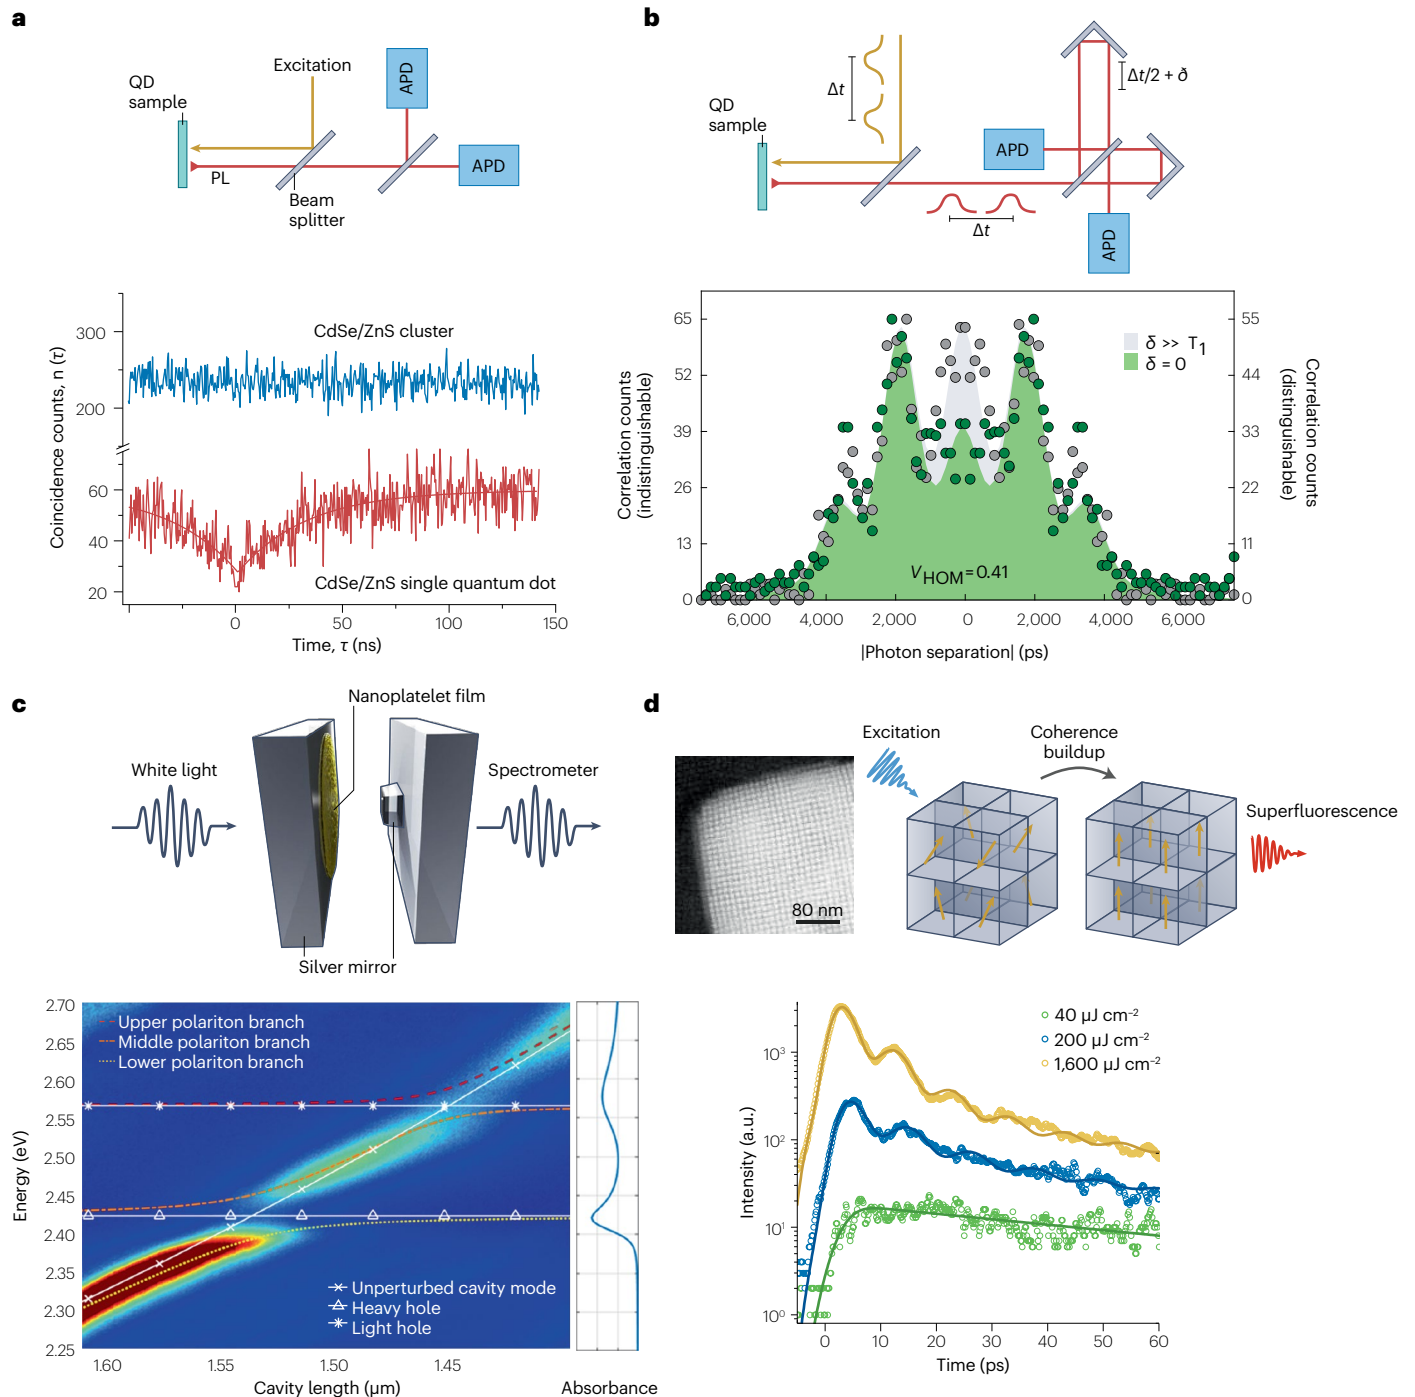 a
QD
sample
Excitation
APD
APD
PL
Beam
splitter
Coincidence counts, n (τ)
300
200
60
40
20
CdSe/ZnS cluster
CdSe/ZnS single quantum dot
0
50
100
150
Time, τ (ns)
b
QD
sample
Δt
Δt/2 + ð
APD
APD
Δt
Correlation counts
(indistinguishable)
65
52
39
26
13
0
δ >> T1
δ = 0
VHOM = 0.41
55
44
33
22
11
0
Correlation counts
(distinguishable)
6,000
4,000
2,000
0
2,000
4,000
6,000
|Photon separation| (ps)
c
Nanoplatelet film
White light
Spectrometer
Silver mirror
Energy (eV)
2.70
2.65
2.60
2.55
2.50
2.45
2.40
2.35
2.30
2.25
Upper polariton branch
Middle polariton branch
Lower polariton branch
Unperturbed cavity mode
Heavy hole
Light hole
1.60
1.55
1.50
1.45
Cavity length (μm)
Absorbance
d
80 nm
Excitation
Coherence
buildup
Superfluorescence
Intensity (a.u.)
10³
10²
10¹
10⁰
40 μJ cm⁻²
200 μJ cm⁻²
1,600 μJ cm⁻²
0
10
20
30
40
50
60
Time (ps)